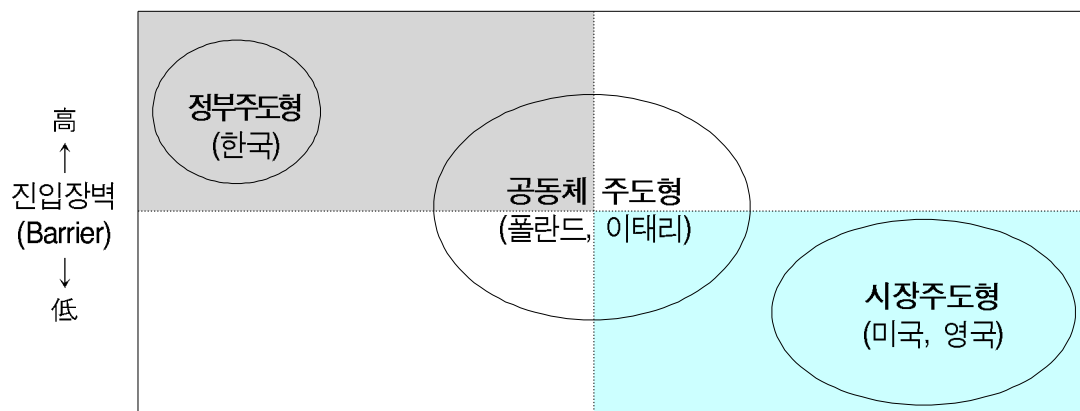 高
↑
진입장벽
(Barrier)
↓
低
정부주도형
(한국)
공동체 주도형
(폴란드, 이태리)
시장주도형
(미국, 영국)